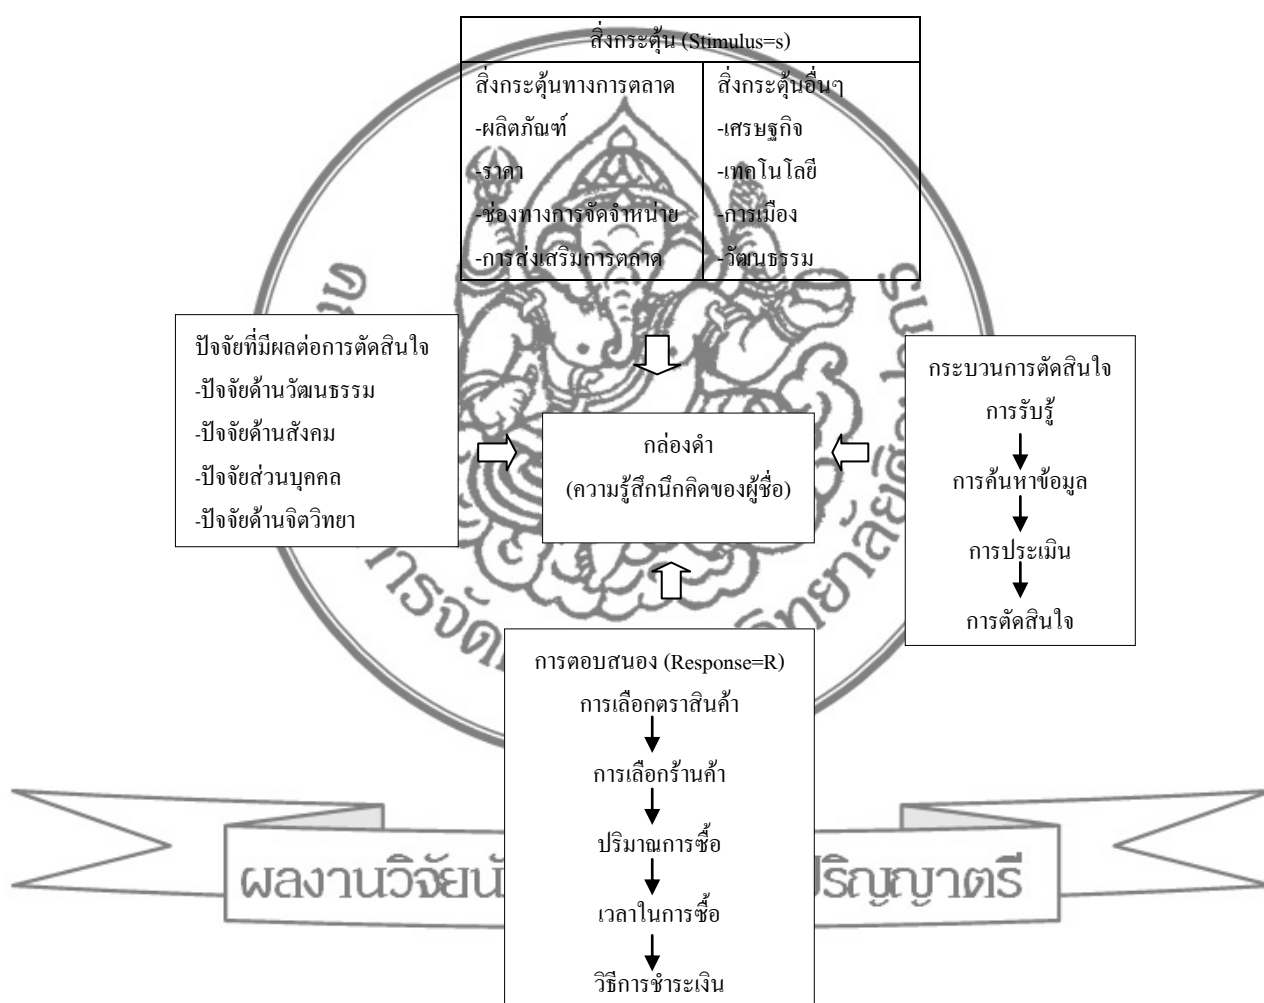 สิ่งกระตุ้น (Stimulus=s)
สิ่งกระตุ้นทางการตลาด
-ผลิตภัณฑ์
-ราคา
-ช่องทางการจัดจำหน่าย
-การส่งเสริมการตลาด
สิ่งกระตุ้นอื่นๆ
-เศรษฐกิจ
-เทคโนโลยี
-การเมือง
-วัฒนธรรม
ปัจจัยที่มีผลต่อการตัดสินใจ
-ปัจจัยด้านวัฒนธรรม
-ปัจจัยด้านสังคม
-ปัจจัยส่วนบุคคล
-ปัจจัยด้านจิตวิทยา
กล่องดำ
(ความรู้สึกนึกคิดของผู้ชื่อ)
กระบวนการตัดสินใจ
การรับรู้
การค้นหาข้อมูล
การประเมิน
การตัดสินใจ
การตอบสนอง (Response=R)
การเลือกตราสินค้า
การเลือกร้านค้า
ปริมาณการซื้อ
เวลาในการซื้อ
วิธีการชำระเงิน
ผลงานวิจัยนั
ปริญญาตรี